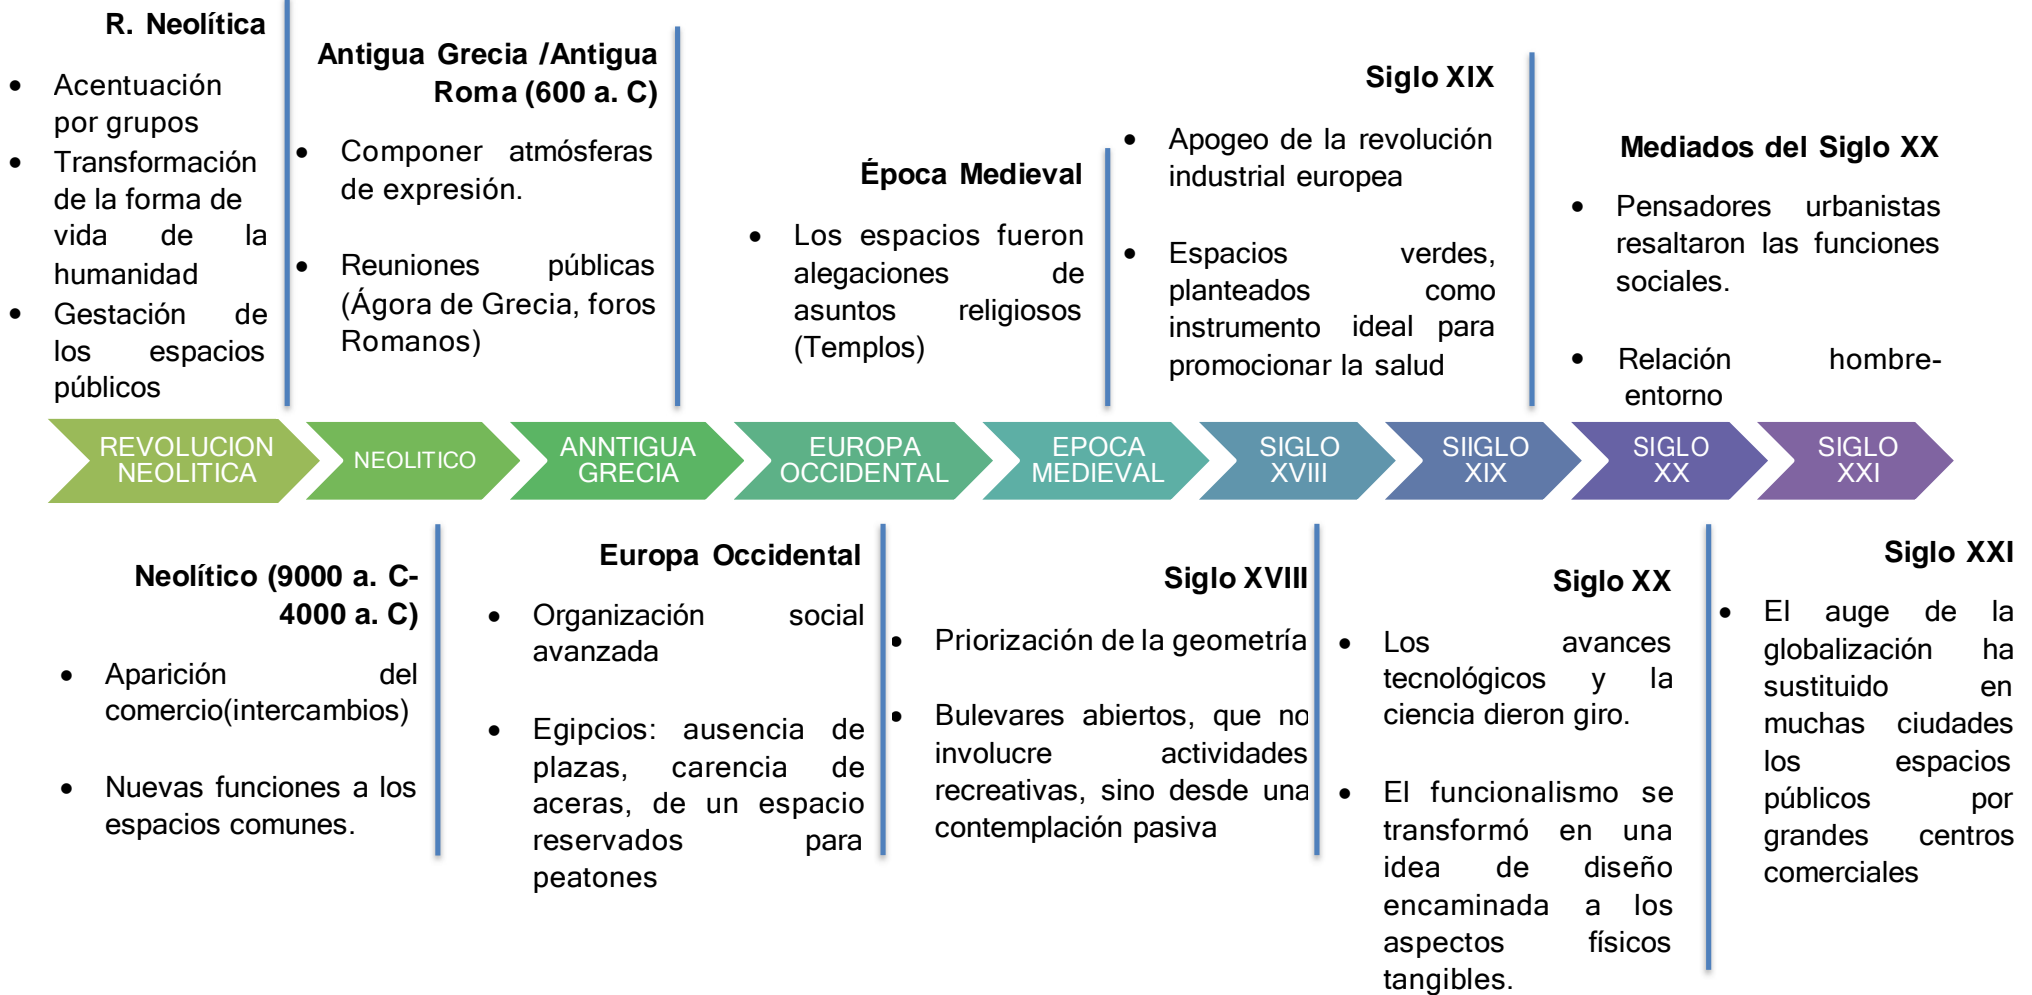 R. Neolítica
• Acentuación
por grupos
• Transformación
de la forma de
vida de la
humanidad
• Gestación de
los espacios
públicos
Antigua Grecia /Antigua
Roma (600 a. C)
• Componer atmósferas
de expresión.
• Reuniones públicas
(Ágora de Grecia, foros
Romanos)
Época Medieval
• Los espacios fueron
alegaciones de
asuntos religiosos
(Templos)
Siglo XIX
• Apogeo de la revolución
industrial europea
• Espacios verdes,
planteados como
instrumento ideal para
promocionar la salud
Mediados del Siglo XX
• Pensadores urbanistas
resaltaron las funciones
sociales.
• Relación hombre-
entorno
REVOLUCION
NEOLITICA
NEOLITICO
ANNTIGUA
GRECIA
EUROPA
OCCIDENTAL
EPOCA
MEDIEVAL
SIGLO
XVIII
SIIGLO
XIX
SIGLO
XX
SIGLO
XXI
Neolítico (9000 a. C-
4000 a. C)
• Aparición del
comercio(intercambios)
• Nuevas funciones a los
espacios comunes.
Europa Occidental
• Organización social
avanzada
• Egipcios: ausencia de
plazas, carencia de
aceras, de un espacio
reservados para
peatones
Siglo XVIII
• Priorización de la geometría
• Bulevares abiertos, que no
involucre actividades
recreativas, sino desde una
contemplación pasiva
Siglo XX
• Los avances
tecnológicos y la
ciencia dieron giro.
• El funcionalismo se
transformó en una
idea de diseño
encaminada a los
aspectos físicos
tangibles.
Siglo XXI
• El auge de la
globalización ha
sustituido en
muchas ciudades
los espacios
públicos por
grandes centros
comerciales